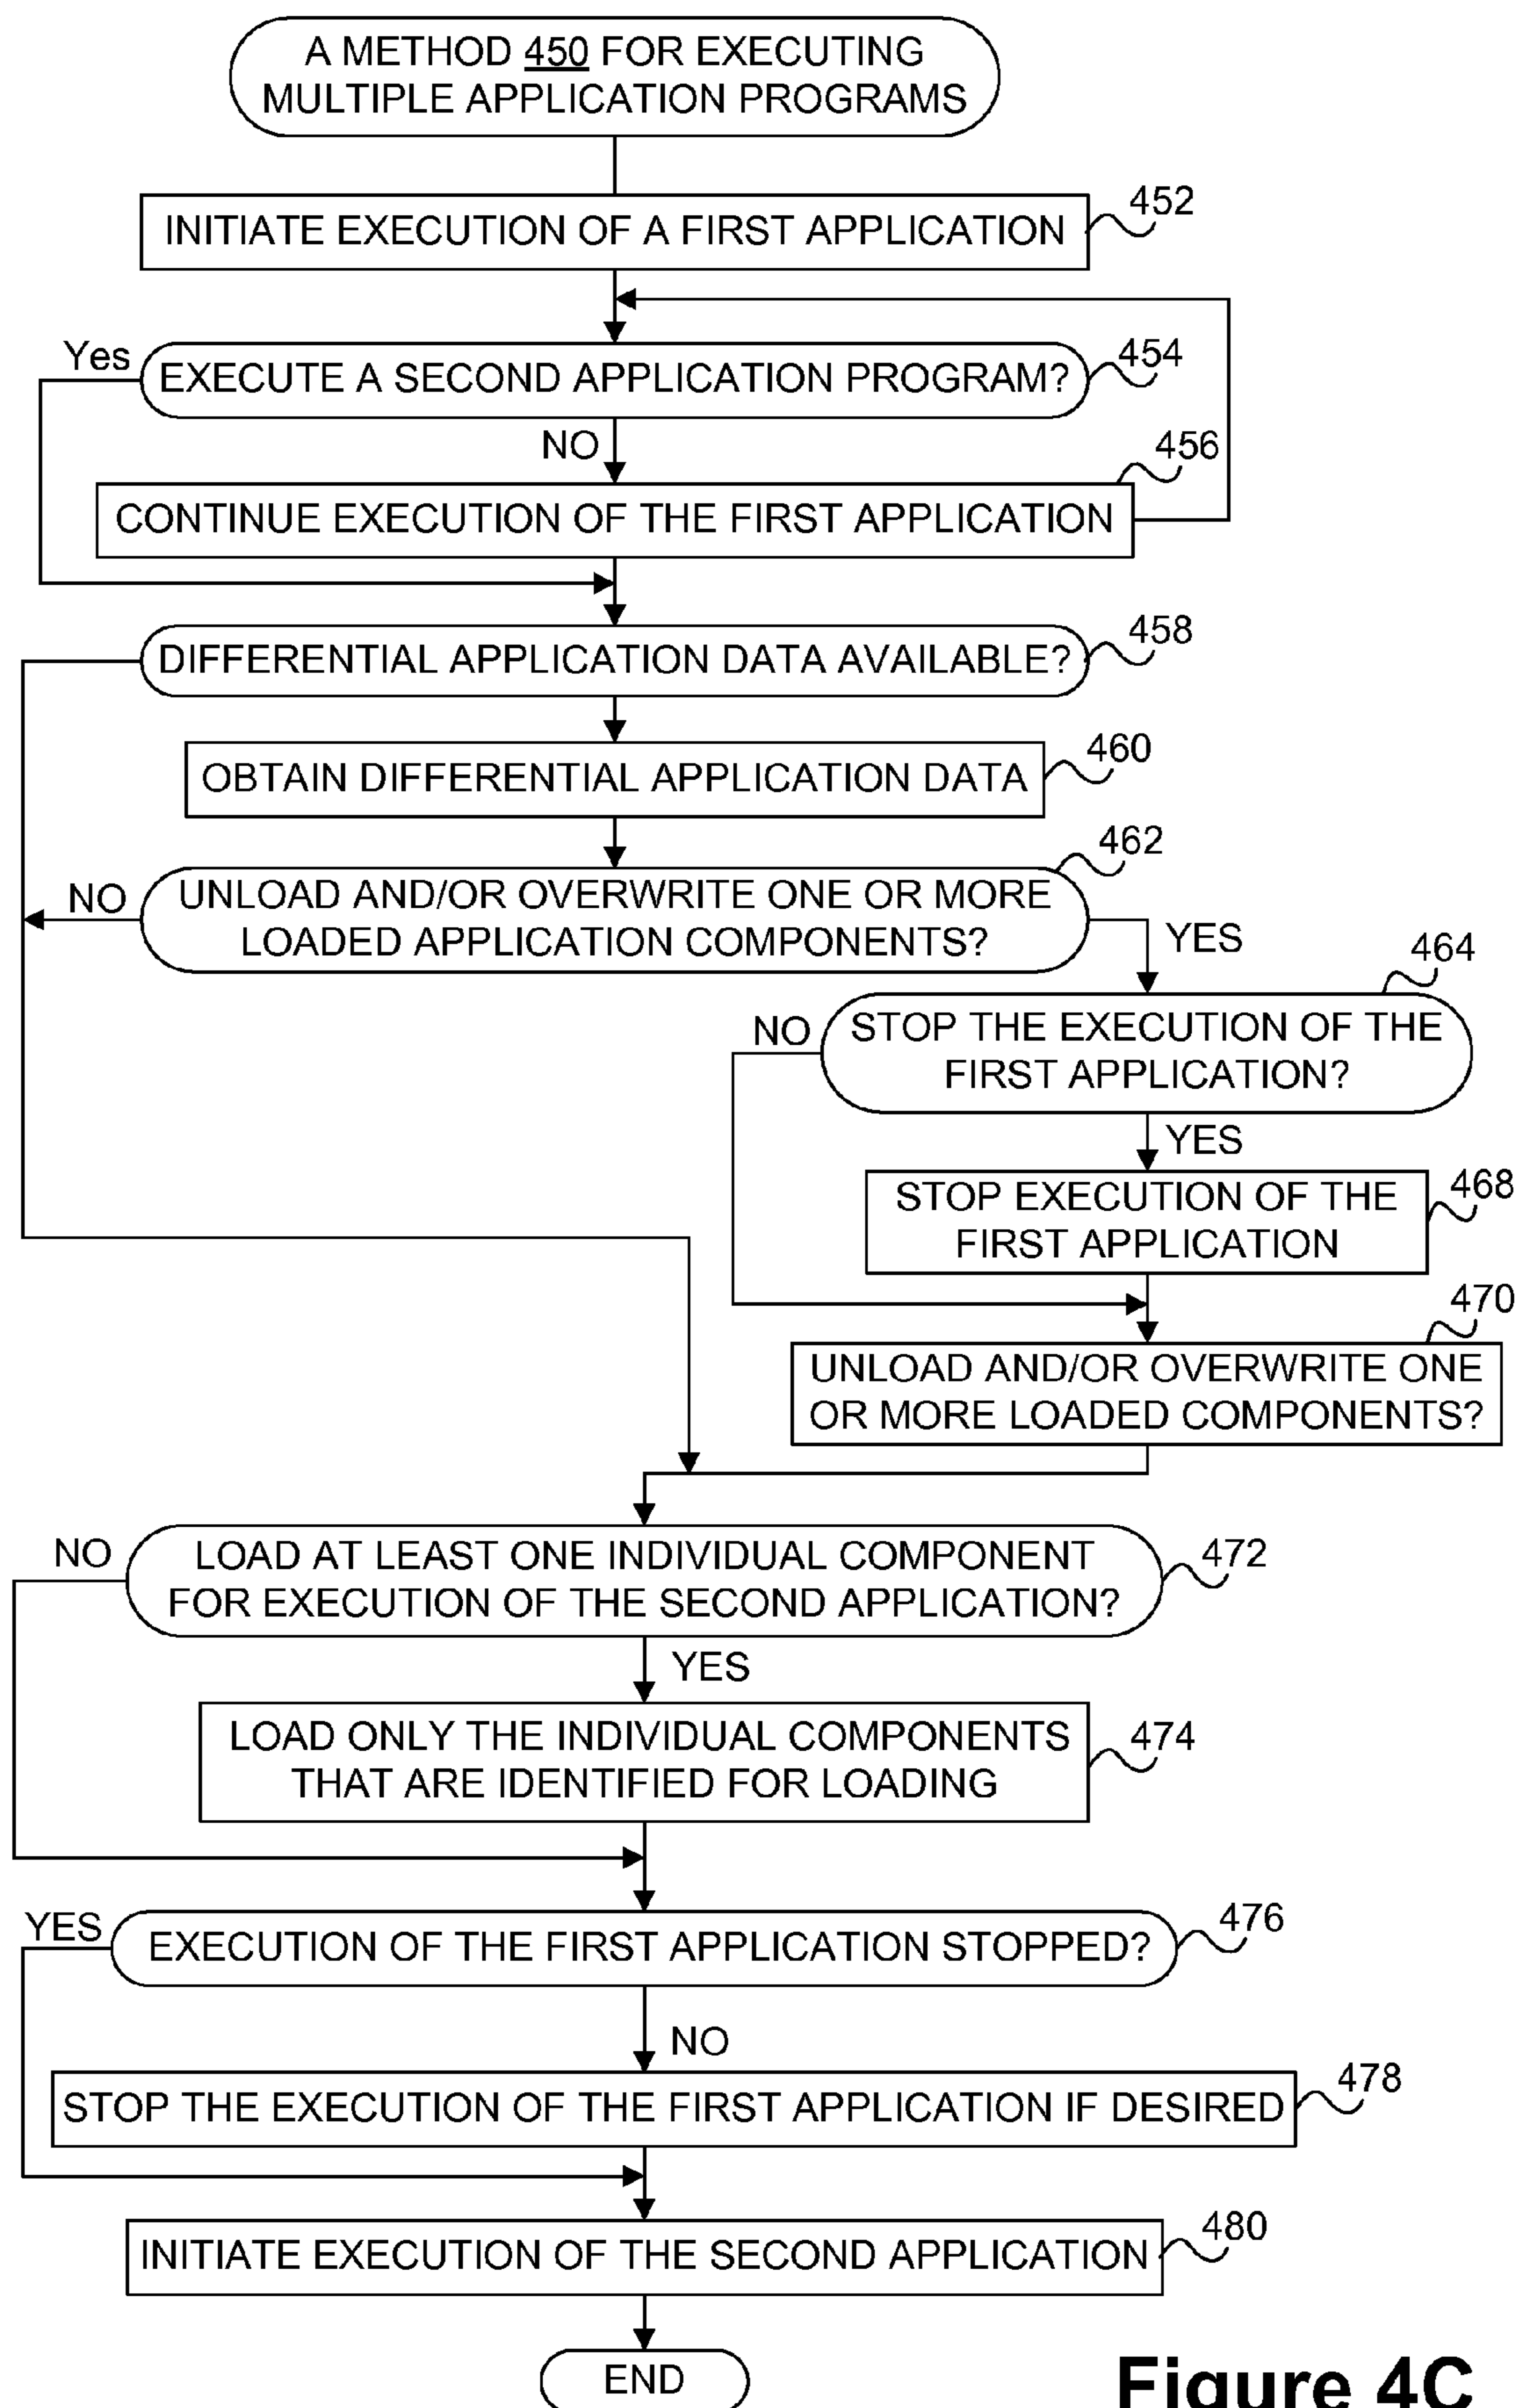 A METHOD 450 FOR EXECUTING
MULTIPLE APPLICATION PROGRAMS
INITIATE EXECUTION OF A FIRST APPLICATION
452
Yes
EXECUTE A SECOND APPLICATION PROGRAM?
454
NO
456
CONTINUE EXECUTION OF THE FIRST APPLICATION
DIFFERENTIAL APPLICATION DATA AVAILABLE?
458
OBTAIN DIFFERENTIAL APPLICATION DATA
460
462
NO
UNLOAD AND/OR OVERWRITE ONE OR MORE
LOADED APPLICATION COMPONENTS?
YES
464
NO
STOP THE EXECUTION OF THE
FIRST APPLICATION?
YES
STOP EXECUTION OF THE
FIRST APPLICATION
468
470
UNLOAD AND/OR OVERWRITE ONE
OR MORE LOADED COMPONENTS?
NO
LOAD AT LEAST ONE INDIVIDUAL COMPONENT
FOR EXECUTION OF THE SECOND APPLICATION?
472
YES
LOAD ONLY THE INDIVIDUAL COMPONENTS
THAT ARE IDENTIFIED FOR LOADING
474
YES
EXECUTION OF THE FIRST APPLICATION STOPPED?
476
NO
STOP THE EXECUTION OF THE FIRST APPLICATION IF DESIRED
478
INITIATE EXECUTION OF THE SECOND APPLICATION
480
END
Figure 4C